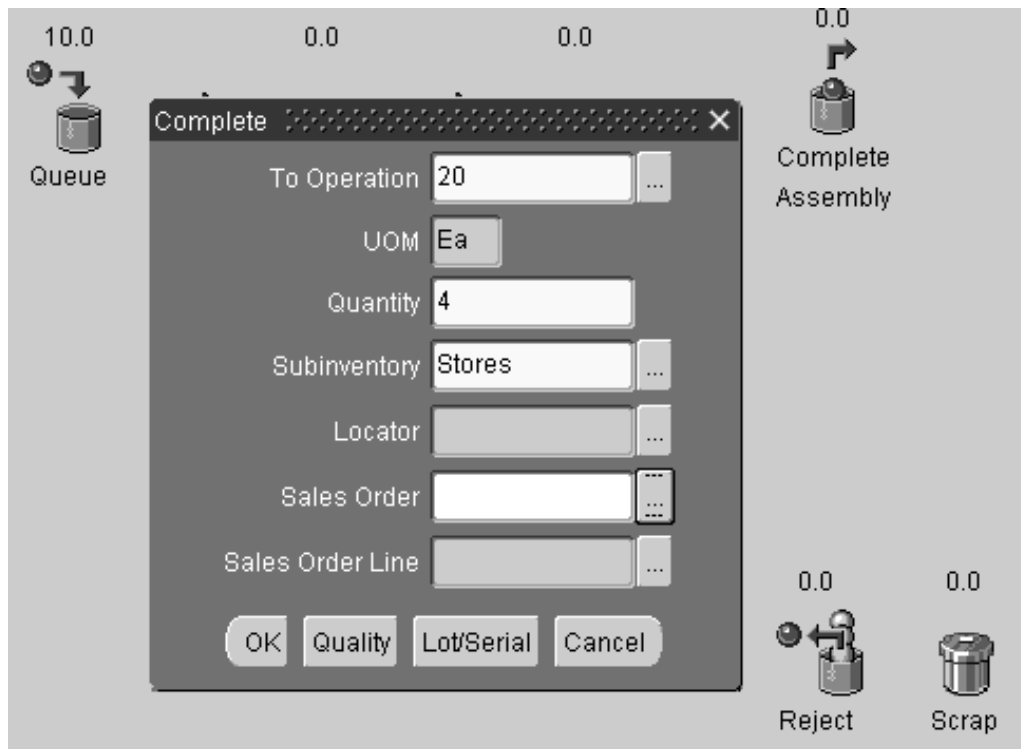 10.0 0.0 0.0 0.0
Queue
Complete
Assembly
Complete
To Operation 20 ...
UOM Ea
Quantity 4
Subinventory Stores ...
Locator ...
Sales Order ...
Sales Order Line ...
OK Quality Lot/Serial Cancel
0.0 0.0
Reject Scrap